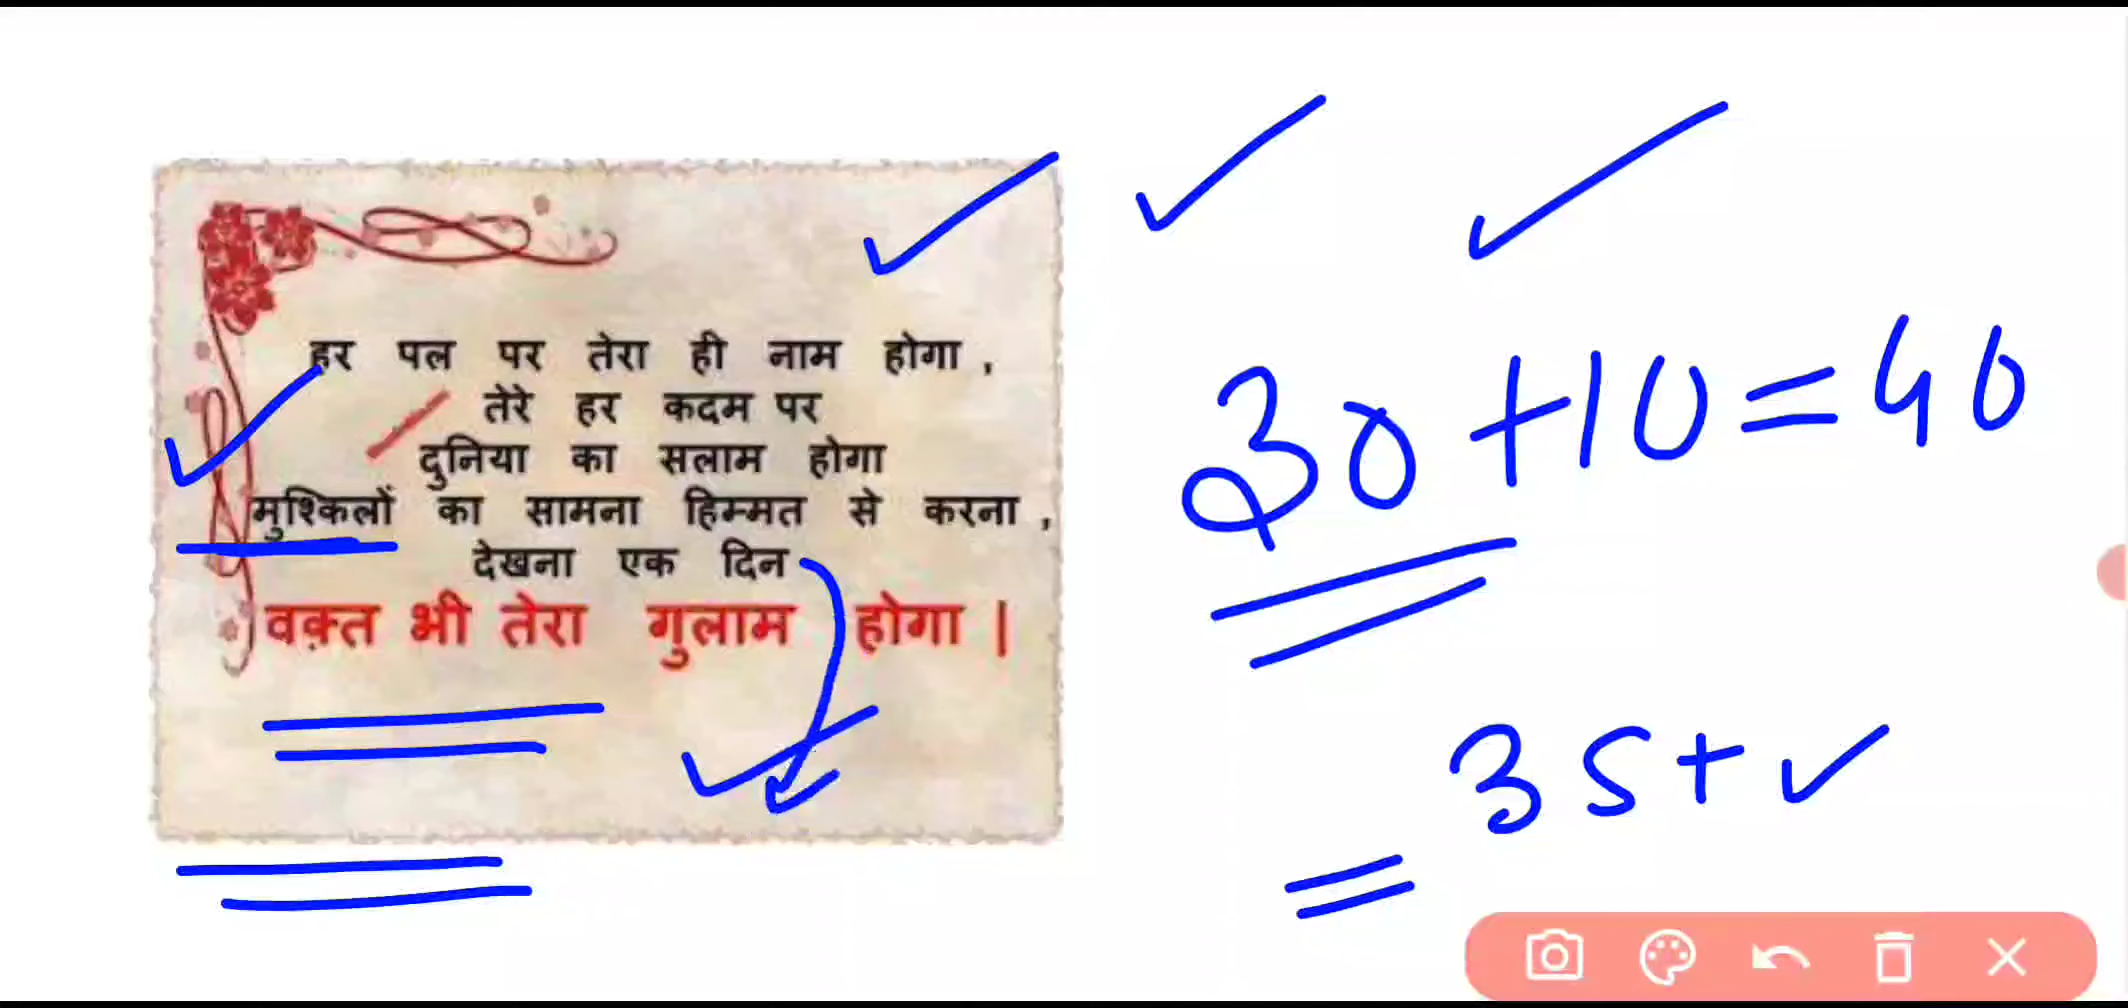 हर पल पर तेरा ही नाम होगा ,
तेरे हर कदम पर
दुनिया का सलाम होगा
मुश्किलों का सामना हिम्मत से करना ,
देखना एक दिन
वक़्त भी तेरा गुलाम होगा |
30+10=40
35+